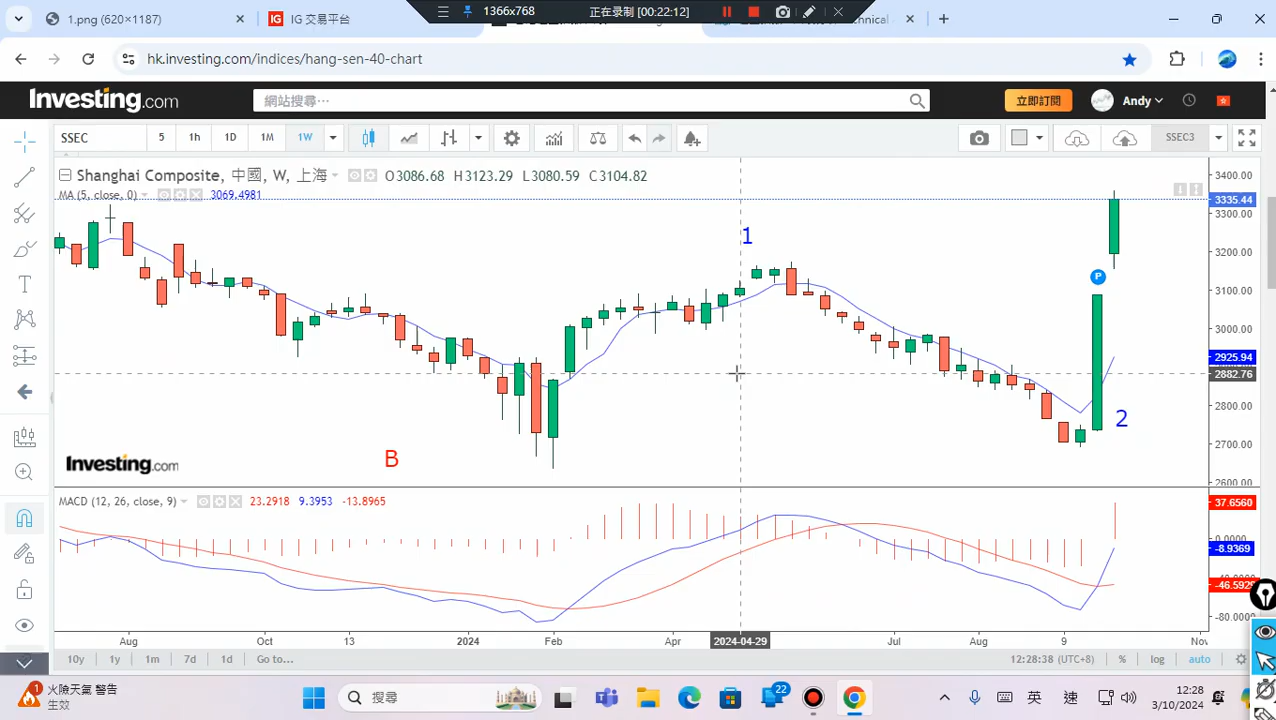 1.png (620×1187)
IG 交易平台
1366x768
正在录制 [00:22:12]
hnical
hk.investing.com/indices/hang-sen-40-chart
Investing.com
網站搜尋…
立即訂閱
Andy
SSEC
5
1h
1D
1M
1W
SSEC3
Shanghai Composite, 中國, W, 上海
O3086.68 H3123.29 L3080.59 C3104.82
MA (5, close, 0)
3069.4981
1
P
2
B
Investing.com
3400.00
3335.44
3300.00
3200.00
3100.00
3000.00
2925.94
2882.76
2800.00
2700.00
2600.00
MACD (12, 26, close, 9)
23.2918 9.3953 -13.8965
37.6560
0.0000
-8.9369
-46.592
-80.0000
Aug
Oct
13
2024
Feb
Apr
2024-04-29
Jul
Aug
9
Nov
10y
1y
1m
7d
1d
Go to...
12:28:38 (UTC+8)
%
log
auto
1
火險天氣 警告
生效
搜尋
22
英
速
12:28
3/10/2024